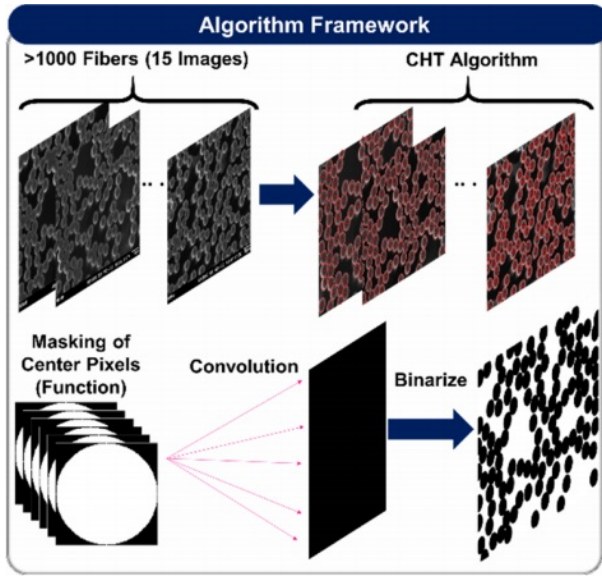 Algorithm Framework
>1000 Fibers (15 Images)
CHT Algorithm
Masking of
Center Pixels
(Function)
Convolution
Binarize